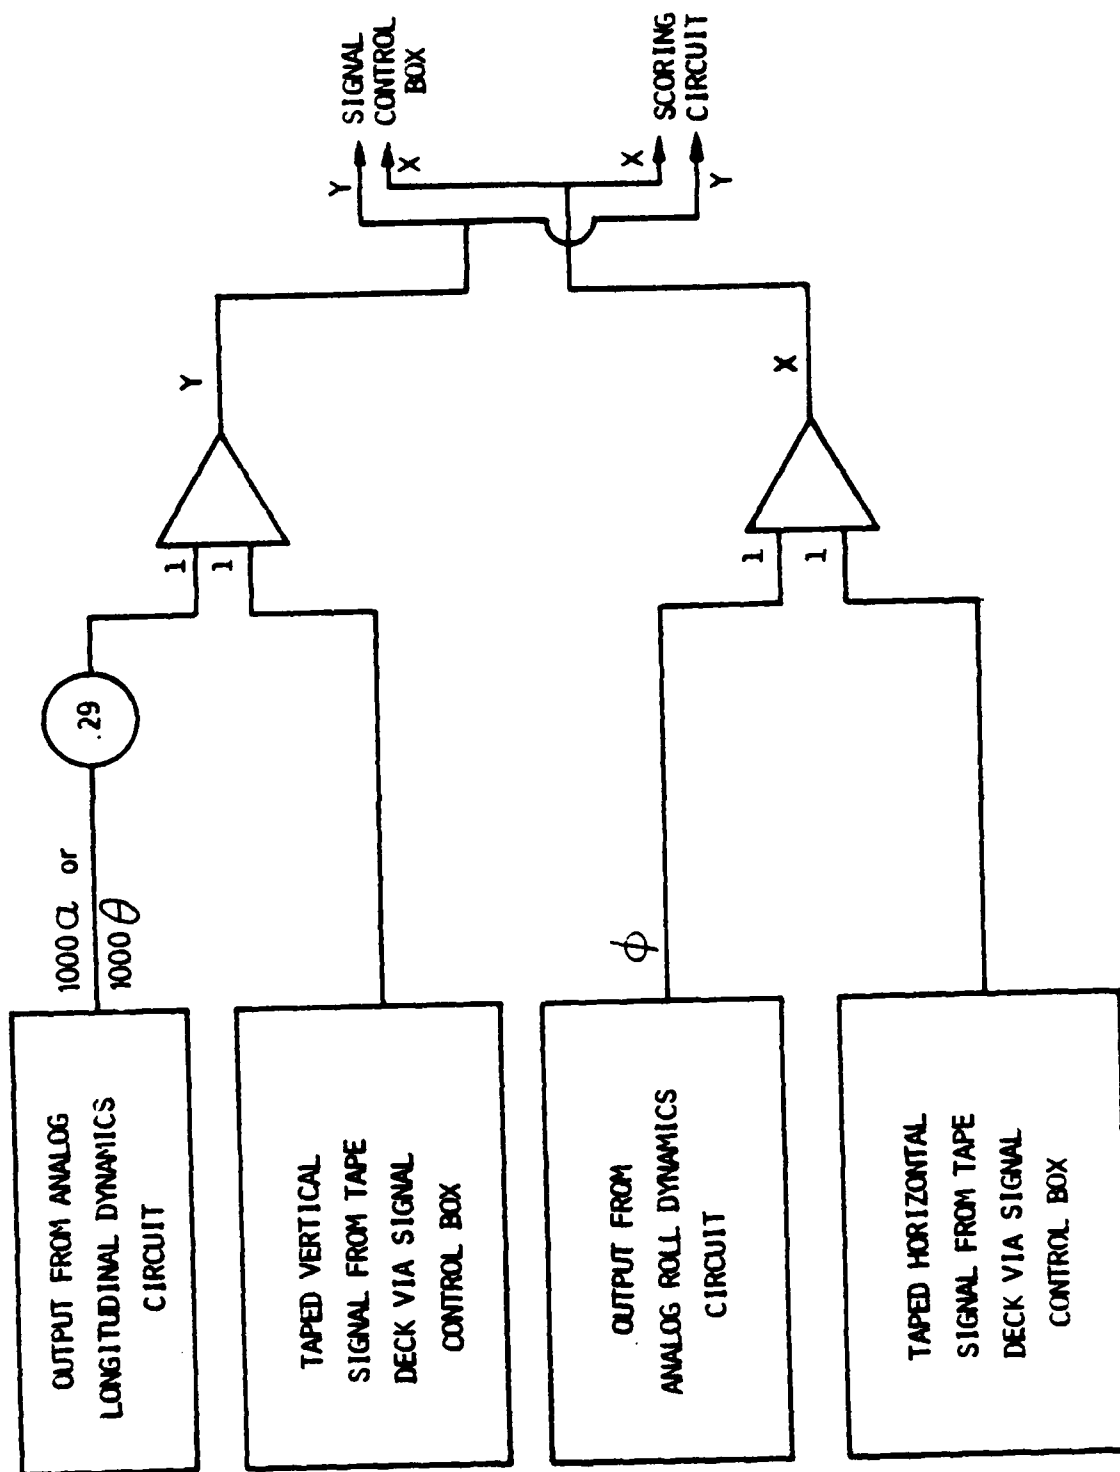 OUTPUT FROM ANALOG
LONGITUDINAL DYNAMICS
CIRCUIT
1000 α or
1000 θ
.29
TAPED VERTICAL
SIGNAL FROM TAPE
DECK VIA SIGNAL
CONTROL BOX
1
1
Y
OUTPUT FROM
ANALOG ROLL DYNAMICS
CIRCUIT
ϕ
TAPED HORIZONTAL
SIGNAL FROM TAPE
DECK VIA SIGNAL
CONTROL BOX
1
1
X
Y
X
SIGNAL
CONTROL
BOX
X
Y
SCORING
CIRCUIT